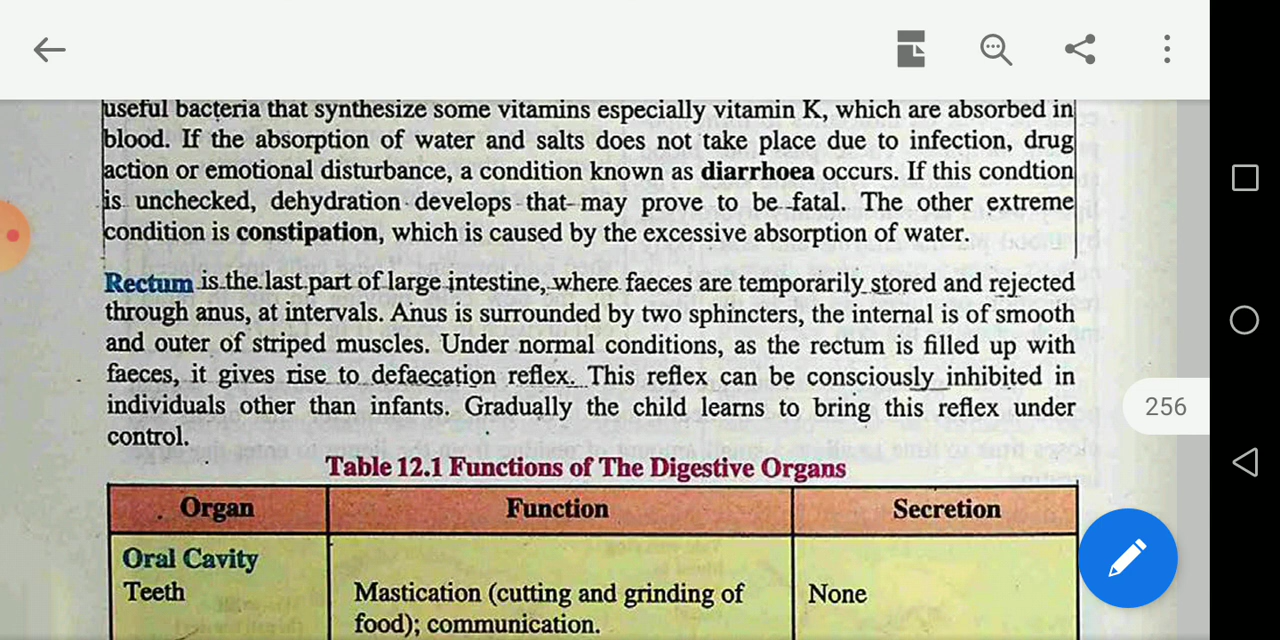 useful bacteria that synthesize some vitamins especially vitamin K, which are absorbed in
blood. If the absorption of water and salts does not take place due to infection, drug
action or emotional disturbance, a condition known as diarrhoea occurs. If this condtion
is unchecked, dehydration develops that may prove to be fatal. The other extreme
condition is constipation, which is caused by the excessive absorption of water.
Rectum is the last part of large intestine, where faeces are temporarily stored and rejected
through anus, at intervals. Anus is surrounded by two sphincters, the internal is of smooth
and outer of striped muscles. Under normal conditions, as the rectum is filled up with
faeces, it gives rise to defaecation reflex. This reflex can be consciously inhibited in
256
individuals other than infants. Gradually the child learns to bring this reflex under
control.
Table 12.1 Functions of The Digestive Organs
Organ Function Secretion
Oral Cavity
Teeth Mastication (cutting and grinding of None
food); communication.